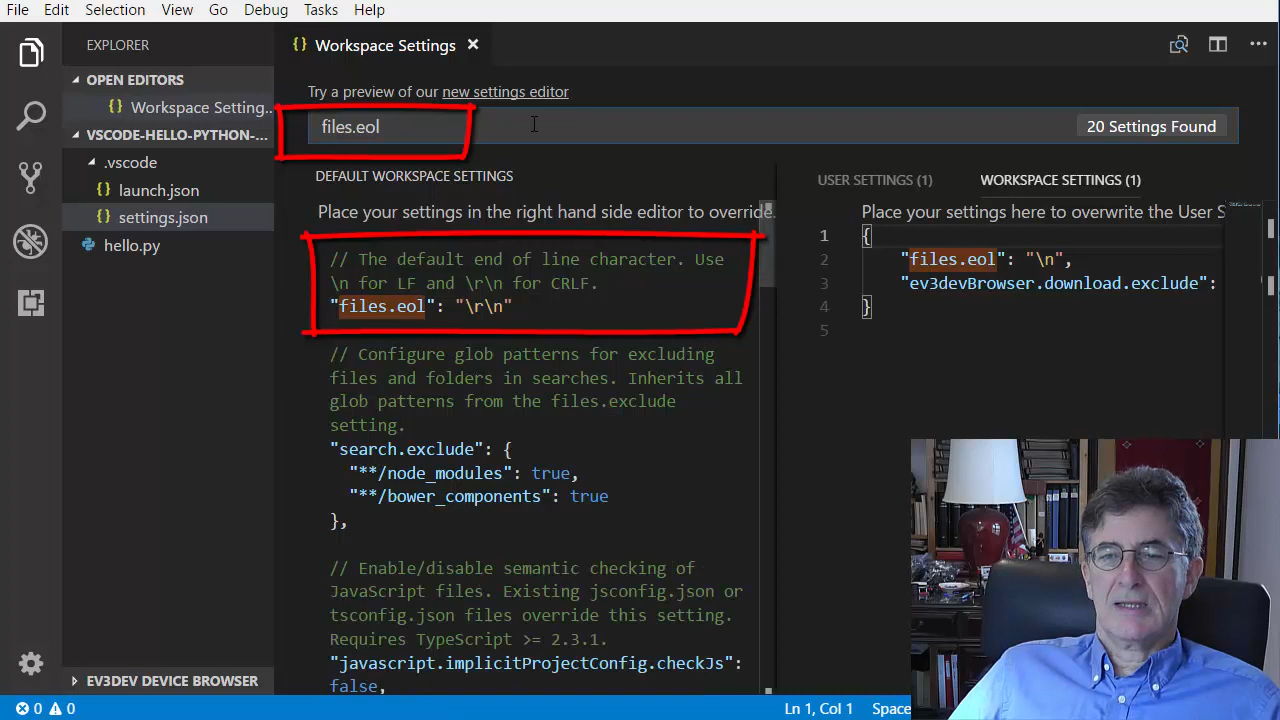 File Edit Selection View Go Debug Tasks Help
EXPLORER
OPEN EDITORS
{} Workspace Setting...
VSCODE-HELLO-PYTHON-...
.vscode
launch.json
settings.json
hello.py
EV3DEV DEVICE BROWSER
{} Workspace Settings ×
Try a preview of our new settings editor
files.eol
20 Settings Found
DEFAULT WORKSPACE SETTINGS
Place your settings in the right hand side editor to override.
// The default end of line character. Use
\n for LF and \r\n for CRLF.
"files.eol": "\r\n"
// Configure glob patterns for excluding
files and folders in searches. Inherits all
glob patterns from the files.exclude
setting.
"search.exclude": {
"**/node_modules": true,
"**/bower_components": true
},
// Enable/disable semantic checking of
JavaScript files. Existing jsconfig.json or
tsconfig.json files override this setting.
Requires TypeScript >= 2.3.1.
"javascript.implicitProjectConfig.checkJs":
false,
USER SETTINGS (1) WORKSPACE SETTINGS (1)
Place your settings here to overwrite the User S
1 {
2 "files.eol": "\n",
3 "ev3devBrowser.download.exclude":
4 }
5
0 0
Ln 1, Col 1 Space